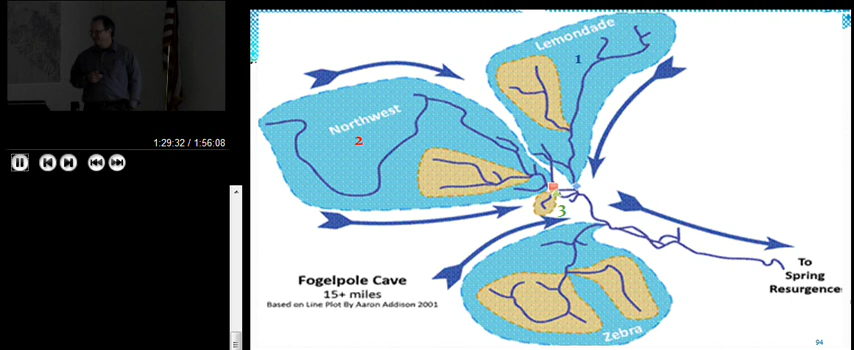 1:29:32 / 1:56:08
Lemondade
1
Northwest
2
3
To
Spring
Resurgence
Fogelpole Cave
15+ miles
Based on Line Plot By Aaron Addison 2001
Zebra
94